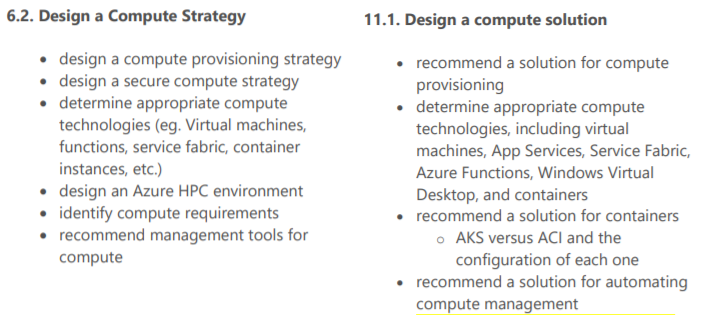 6.2. Design a Compute Strategy
• design a compute provisioning strategy
• design a secure compute strategy
• determine appropriate compute
technologies (eg. Virtual machines,
functions, service fabric, container
instances, etc.)
• design an Azure HPC environment
• identify compute requirements
• recommend management tools for
compute
11.1. Design a compute solution
• recommend a solution for compute
provisioning
• determine appropriate compute
technologies, including virtual
machines, App Services, Service Fabric,
Azure Functions, Windows Virtual
Desktop, and containers
• recommend a solution for containers
o AKS versus ACI and the
configuration of each one
• recommend a solution for automating
compute management